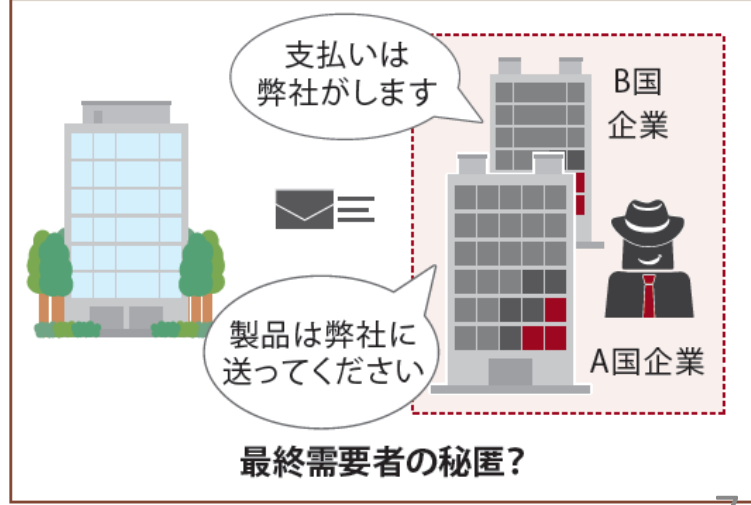 支払いは
弊社がします
B国
企業
製品は弊社に
送ってください
A国企業
最終需要者の秘匿？